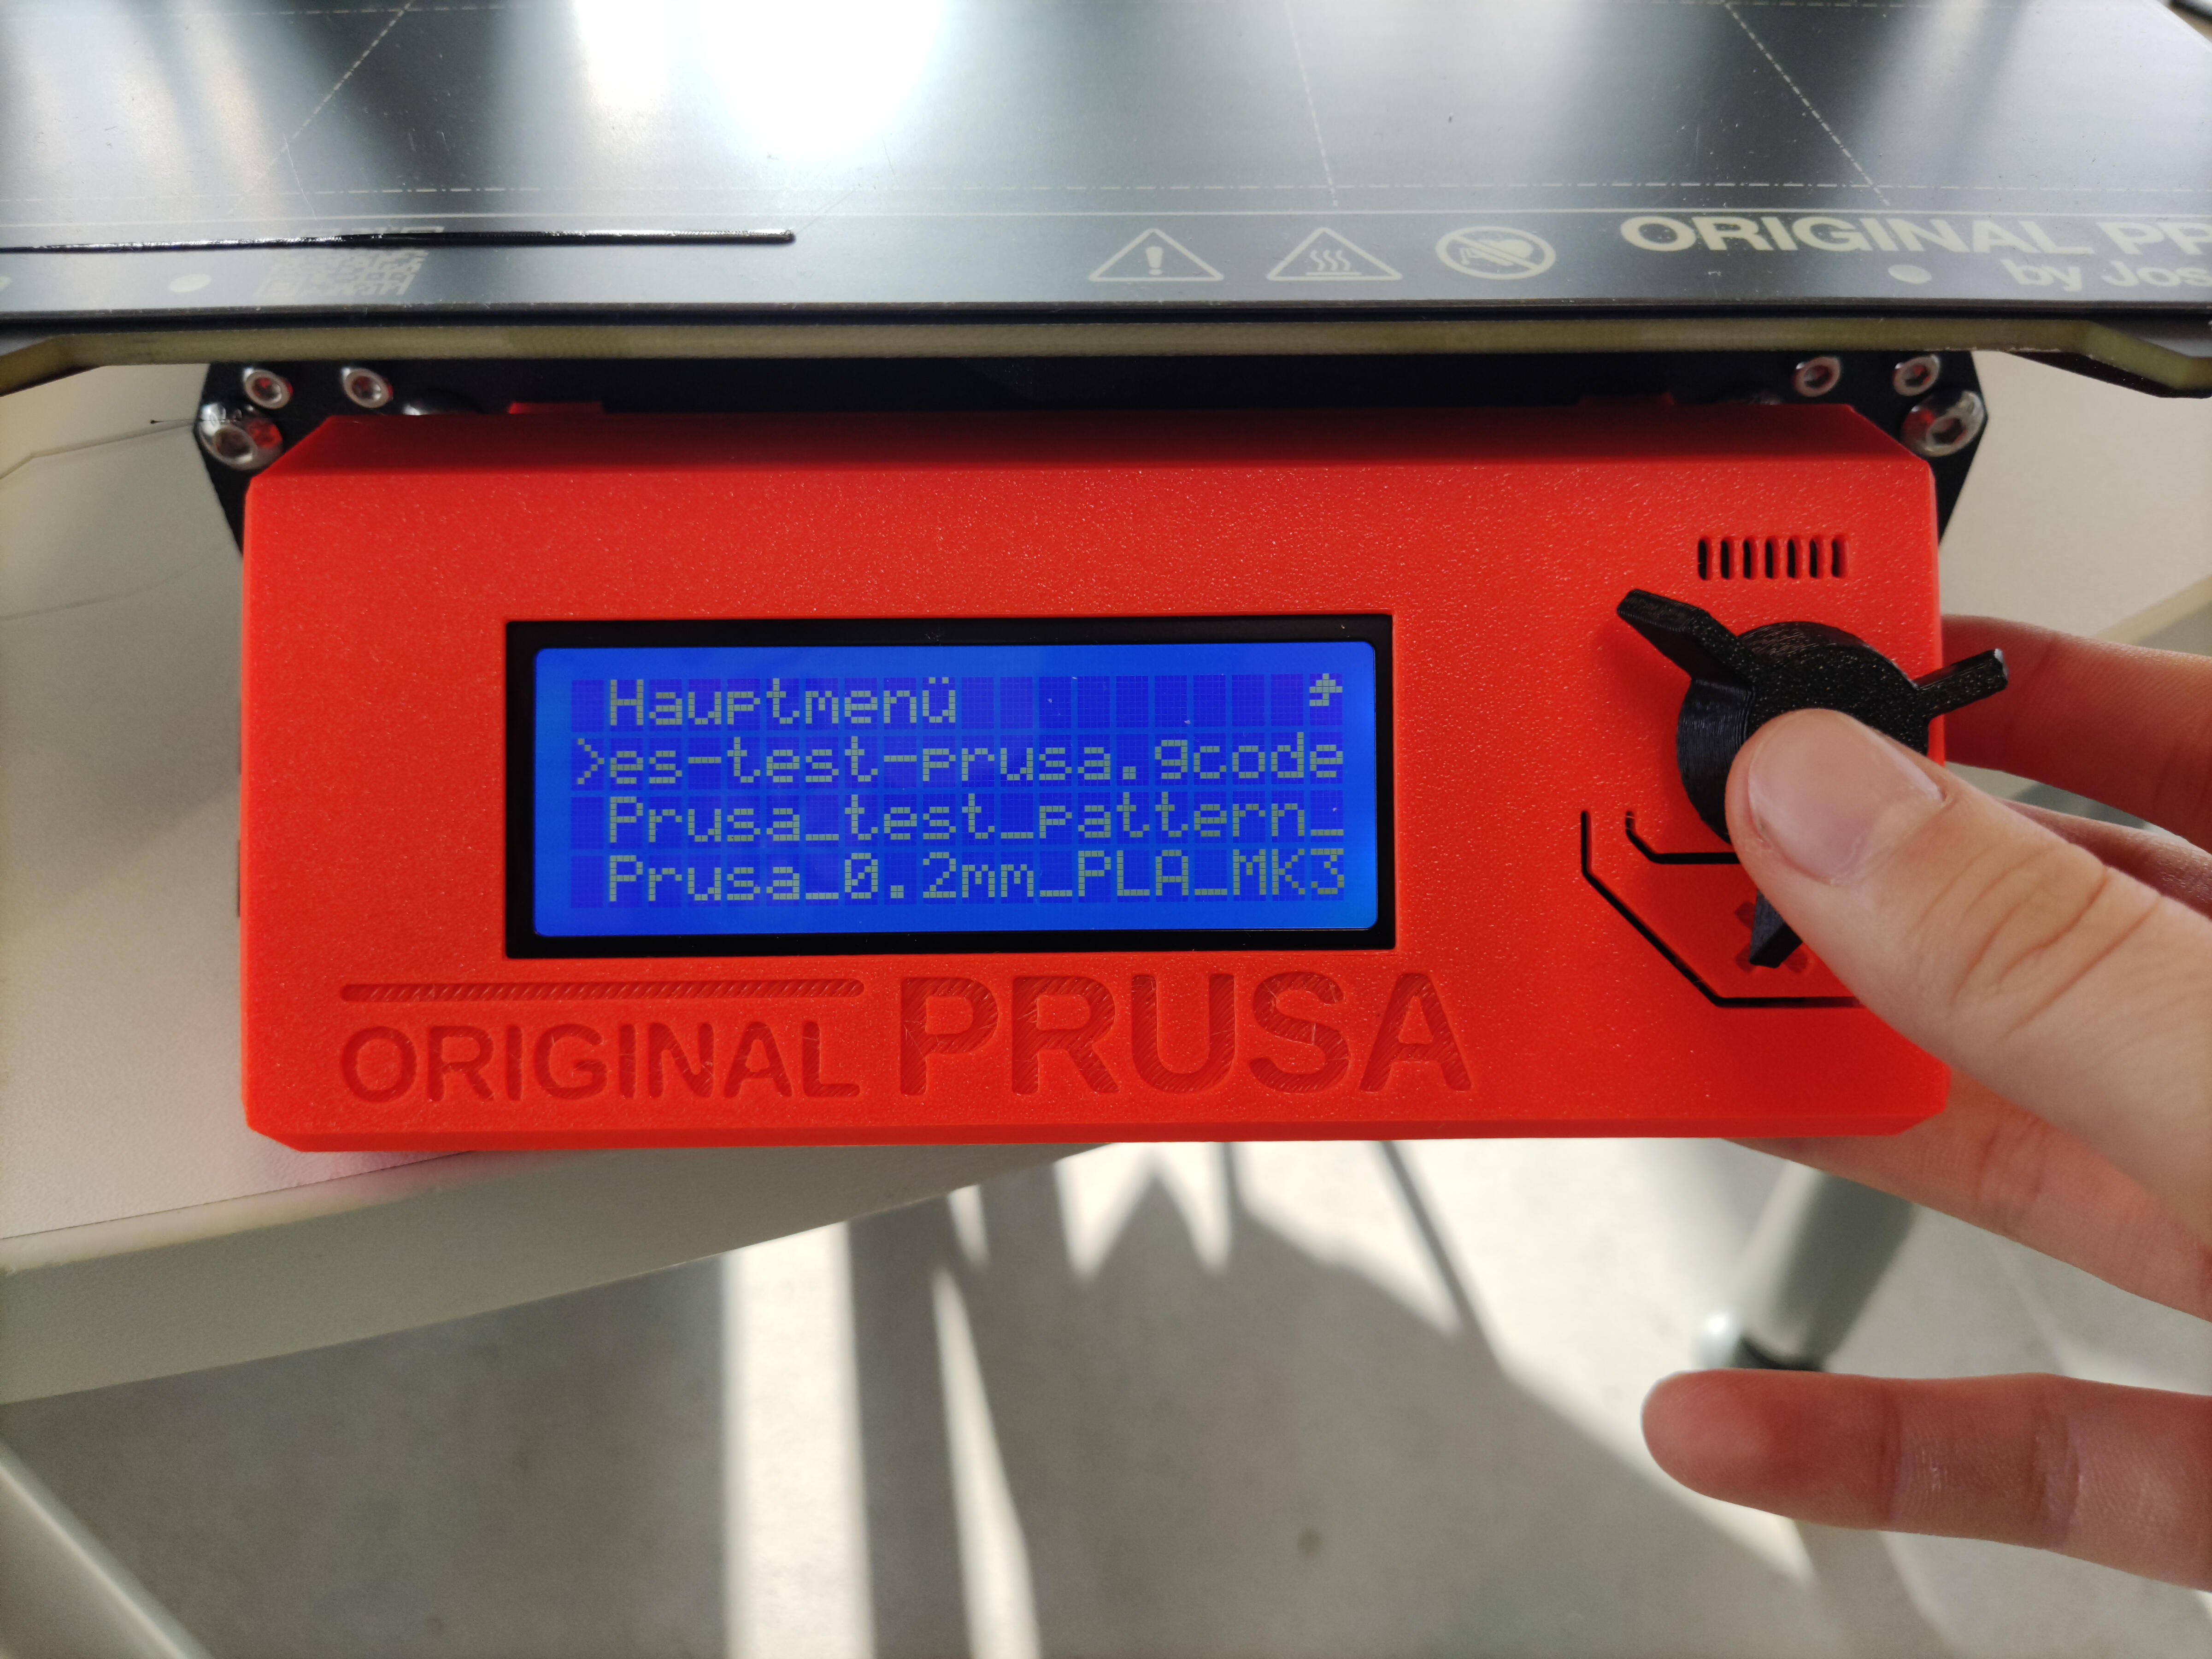 ORIGINAL PR
by Jos
Hauptmenü
>es-test-prusa.gcode
Prusa_test_pattern_
Prusa_0.2mm_PLA_MK3
ORIGINAL PRUSA